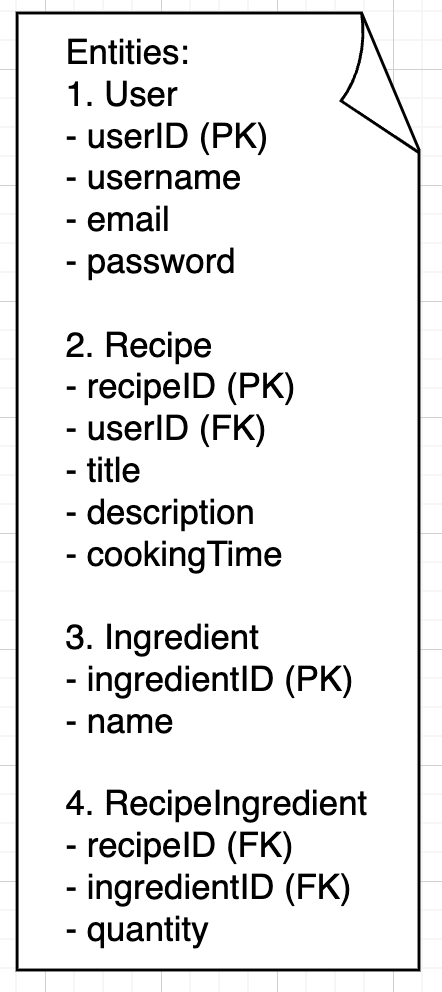 Entities:
1. User
- userID (PK)
- username
- email
- password
2. Recipe
- recipeID (PK)
- userID (FK)
- title
- description
- cookingTime
3. Ingredient
- ingredientID (PK)
- name
4. RecipeIngredient
- recipeID (FK)
- ingredientID (FK)
- quantity